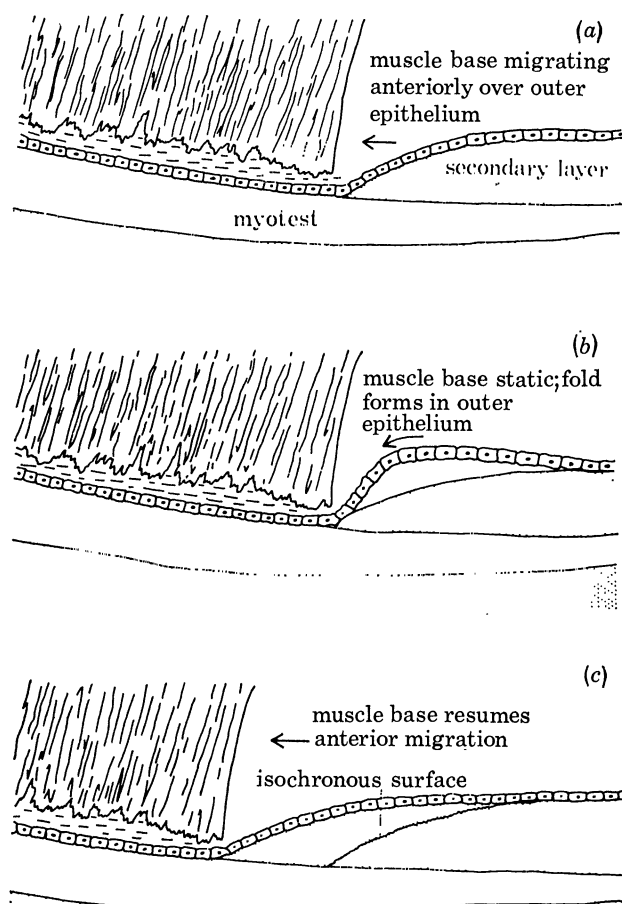 (a)
muscle base migrating
anteriorly over outer
epithelium
secondary layer
myotest
(b)
muscle base static; fold
forms in outer
epithelium
(c)
muscle base resumes
anterior migration
isochronous surface